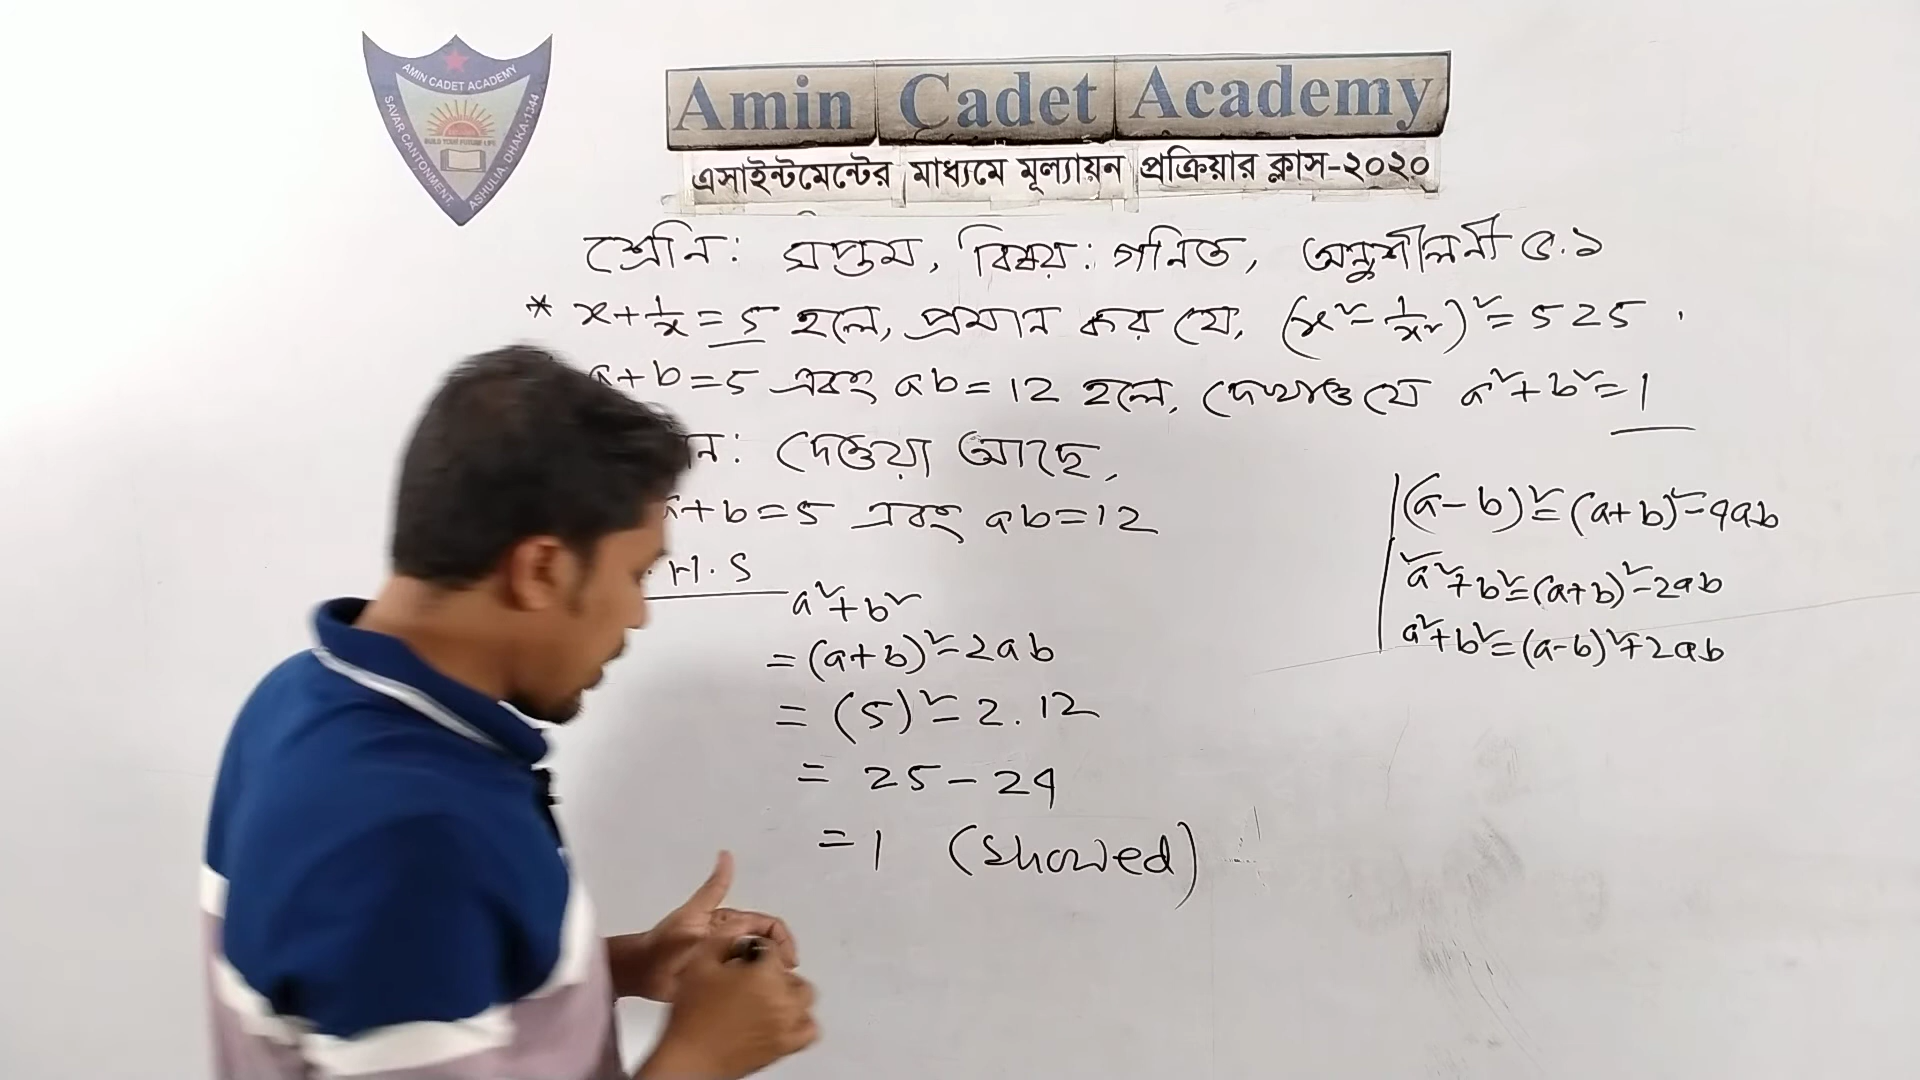 AMIN CADET ACADEMY
SAVAR CANTONMENT,
ASHULIA, DHAKA-1344
BUILD YOUR FUTURE LIFE
Amin Cadet Academy
এসাইন্টমেন্টের মাধ্যমে মূল্যায়ন প্রক্রিয়ার ক্লাস-২০২০
শ্রেনি: সপ্তম, বিষয়: গনিত, অনুশীলনী ৫.১
* x+1/x=5 হলে, প্রমান কর যে, (x²-1/x²)²=525.
a+b=5 এবং ab=12 হলে, দেখাও যে a²+b²=1
ন: দেওয়া আছে,
a+b=5 এবং ab=12
.H.S
a²+b²
=(a+b)²-2ab
=(5)²-2.12
=25-24
=1 (Showed)
(a-b)²=(a+b)²-4ab
a²+b²=(a+b)²-2ab
a²+b²=(a-b)²+2ab